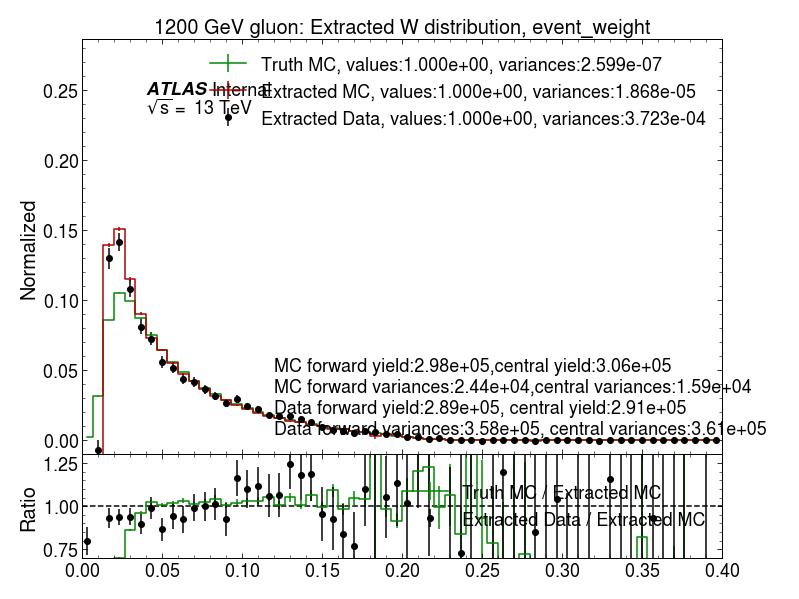 1200 GeV gluon: Extracted W distribution, event_weight
Truth MC, values:1.000e+00, variances:2.599e-07
ATLAS Internal
Extracted MC, values:1.000e+00, variances:1.868e-05
√s = 13 TeV
Extracted Data, values:1.000e+00, variances:3.723e-04
Normalized
0.25
0.20
0.15
0.10
0.05
0.00
MC forward yield:2.98e+05,central yield:3.06e+05
MC forward variances:2.44e+04,central variances:1.59e+04
Data forward yield:2.89e+05, central yield:2.91e+05
Data forward variances:3.58e+05, central variances:3.61e+05
Ratio
1.25
1.00
0.75
Truth MC / Extracted MC
Extracted Data / Extracted MC
0.00 0.05 0.10 0.15 0.20 0.25 0.30 0.35 0.40